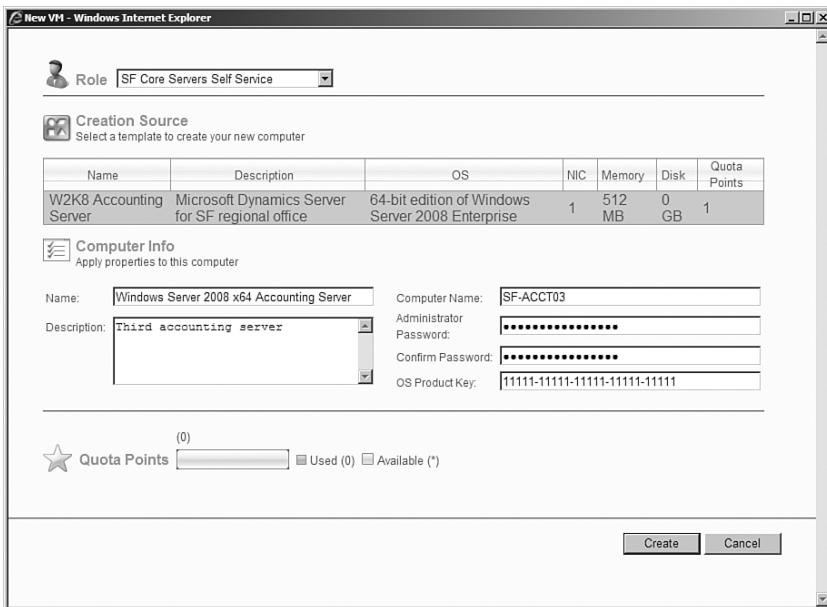 New VM - Windows Internet Explorer
Role SF Core Servers Self Service
Creation Source
Select a template to create your new computer
Name Description OS NIC Memory Disk Quota Points
W2K8 Accounting Server Microsoft Dynamics Server for SF regional office 64-bit edition of Windows Server 2008 Enterprise 1 512 MB 0 GB 1
Computer Info
Apply properties to this computer
Name: Windows Server 2008 x64 Accounting Server
Description: Third accounting server
Computer Name: SF-ACCT03
Administrator Password: ••••••••••••••••
Confirm Password: ••••••••••••••••
OS Product Key: 11111-11111-11111-11111-11111
(0)
Quota Points Used (0) Available (*)
Create Cancel